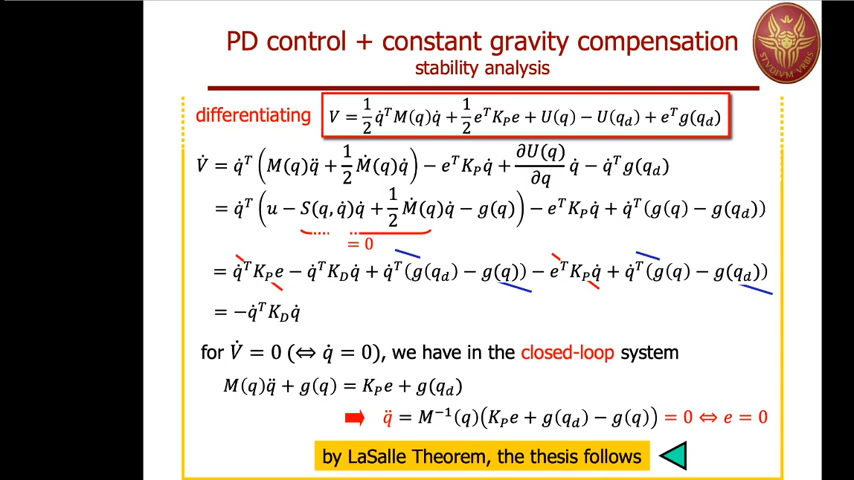 PD control + constant gravity compensation
stability analysis
STVDIVM VRBIS
differentiating V = 1/2 q̇ᵀM(q)q̇ + 1/2 eᵀK_P e + U(q) − U(q_d) + eᵀg(q_d)
V̇ = q̇ᵀ(M(q)q̈ + 1/2 Ṁ(q)q̇) − eᵀK_P q̇ + ∂U(q)/∂q q̇ − q̇ᵀg(q_d)
= q̇ᵀ(u − S(q,q̇)q̇ + 1/2 Ṁ(q)q̇ − g(q)) − eᵀK_P q̇ + q̇ᵀ(g(q) − g(q_d))
= 0
= q̇ᵀK_P e − q̇ᵀK_D q̇ + q̇ᵀ(g(q_d) − g(q)) − eᵀK_P q̇ + q̇ᵀ(g(q) − g(q_d))
= −q̇ᵀK_D q̇
for V̇ = 0 (⇔ q̇ = 0), we have in the closed-loop system
M(q)q̈ + g(q) = K_P e + g(q_d)
q̈ = M⁻¹(q)(K_P e + g(q_d) − g(q)) = 0 ⇔ e = 0
by LaSalle Theorem, the thesis follows